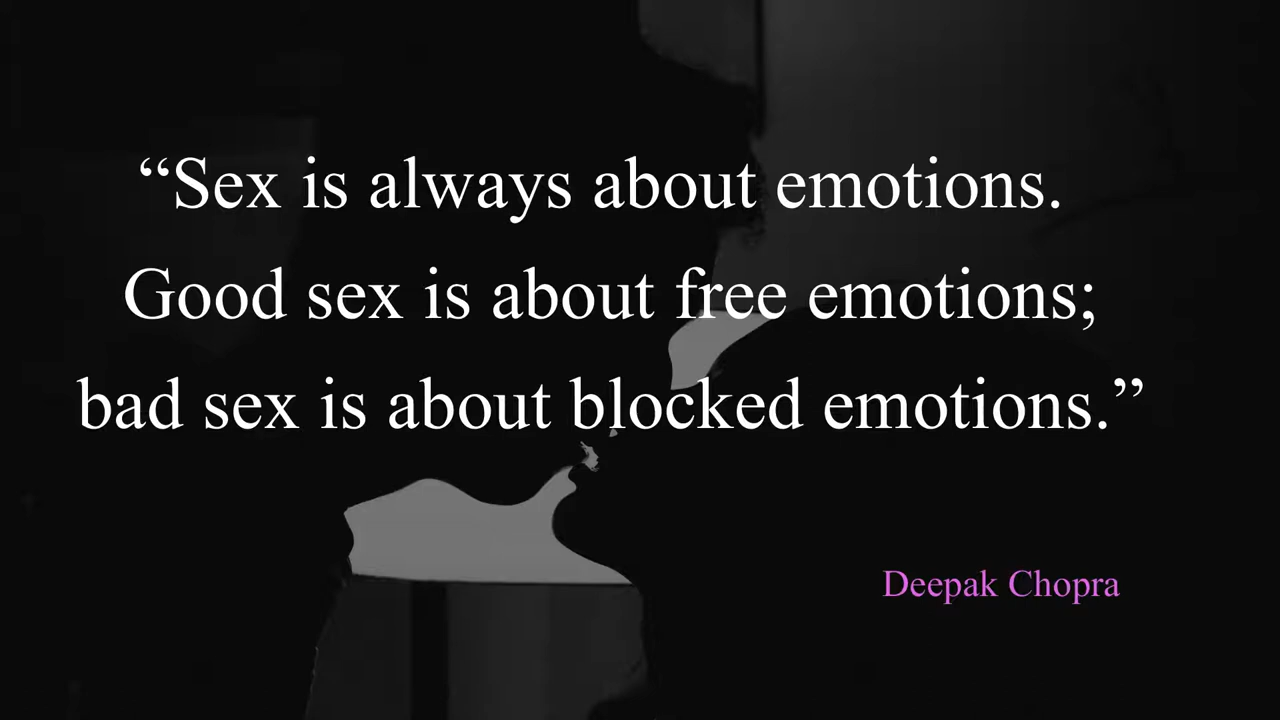 “Sex is always about emotions.
Good sex is about free emotions;
bad sex is about blocked emotions.”
Deepak Chopra